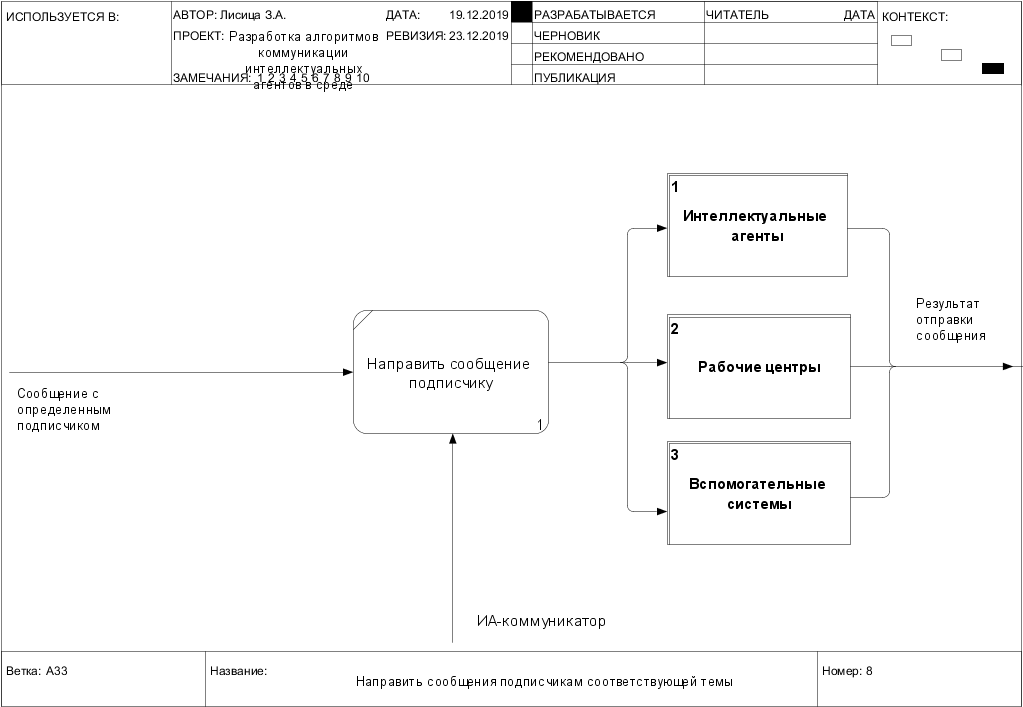 ИСПОЛЬЗУЕТСЯ В:
АВТОР: Лисица З.А.
ДАТА: 19.12.2019
ПРОЕКТ: Разработка алгоритмов
коммуникации
интеллектуальных
агентов в среде
РЕВИЗИЯ: 23.12.2019
ЗАМЕЧАНИЯ: 1 2 3 4 5 6 7 8 9 10
РАЗРАБАТЫВАЕТСЯ
ЧЕРНОВИК
РЕКОМЕНДОВАНО
ПУБЛИКАЦИЯ
ЧИТАТЕЛЬ ДАТА
КОНТЕКСТ:
1
Интеллектуальные
агенты
Результат
отправки
сообщения
2
Рабочие центры
Направить сообщение
подписчику
1
Сообщение с
определенным
подписчиком
3
Вспомогательные
системы
ИА-коммуникатор
Ветка: A33
Название:
Направить сообщения подписчикам соответствующей темы
Номер: 8